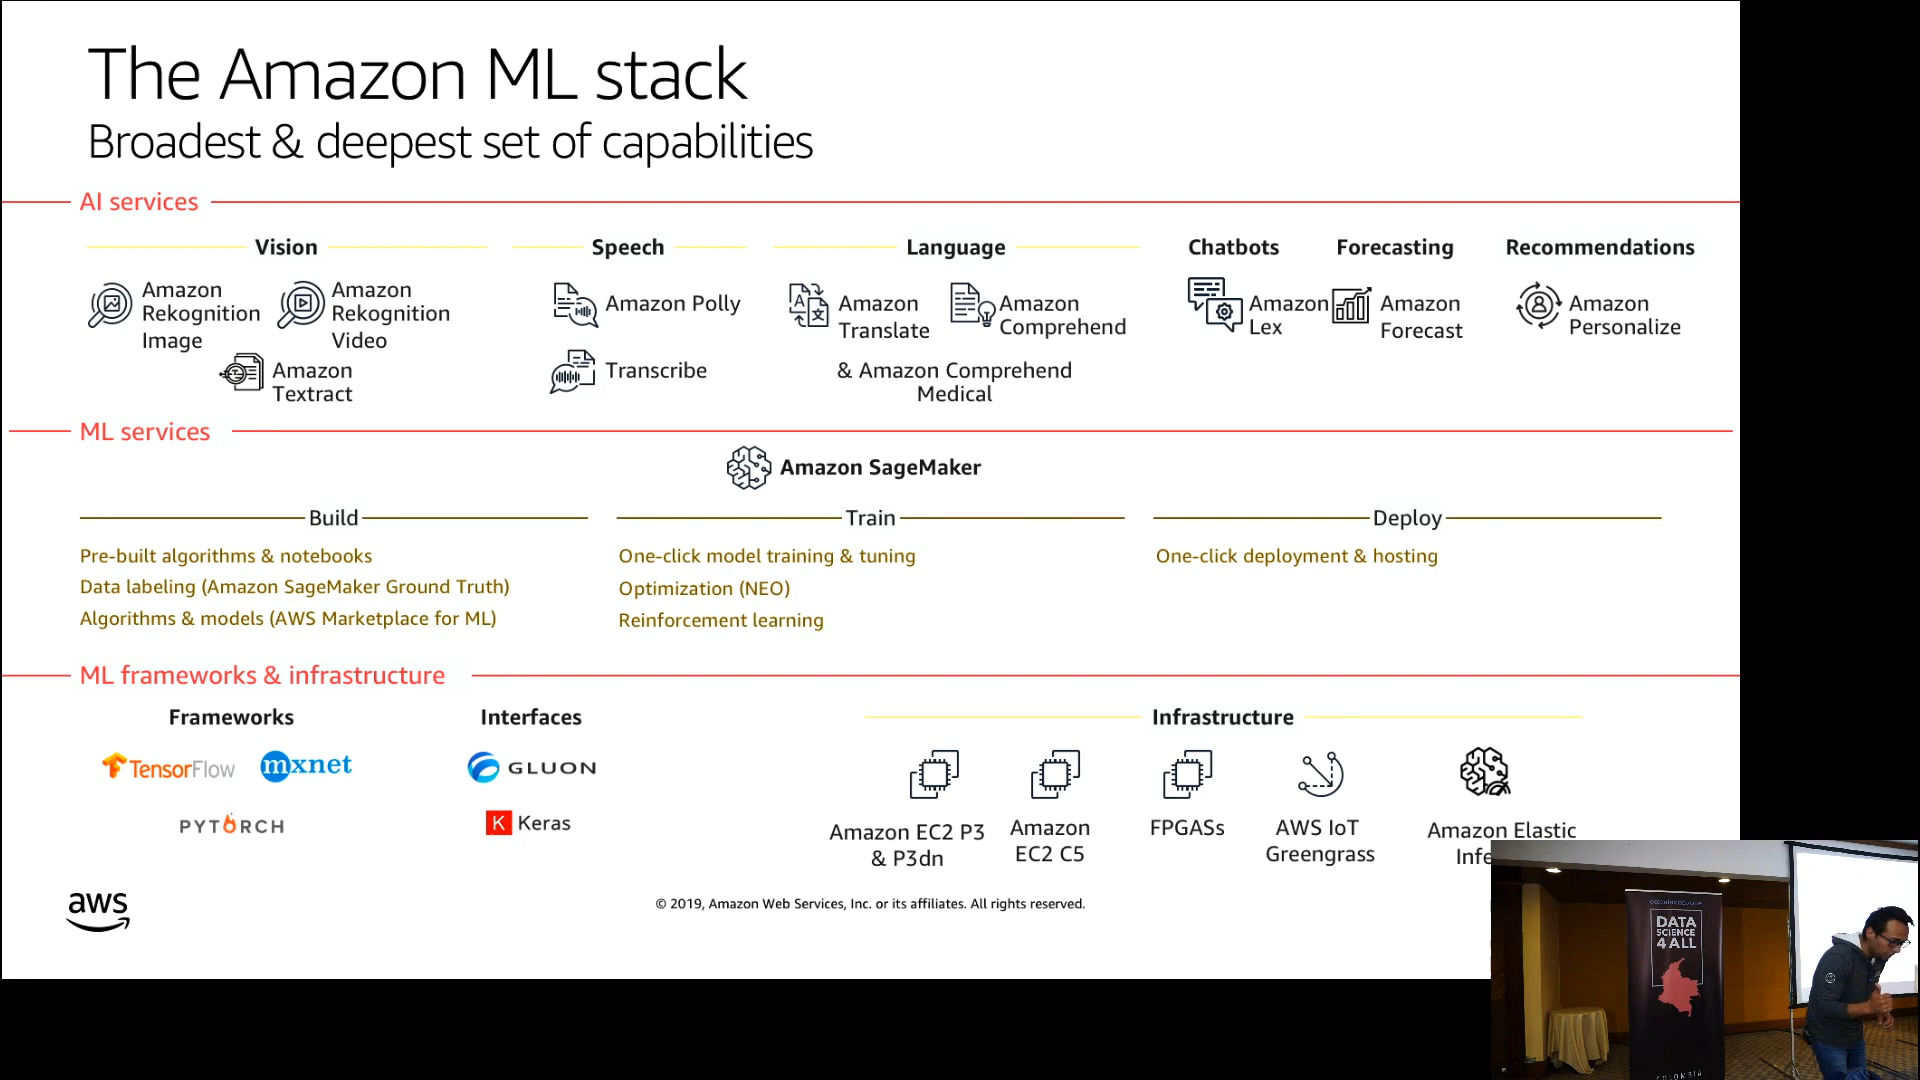 The Amazon ML stack
Broadest & deepest set of capabilities
AI services
Vision
Speech
Language
Chatbots
Forecasting
Recommendations
Amazon
Rekognition
Image
Amazon
Rekognition
Video
Amazon
Textract
Amazon Polly
Transcribe
Amazon
Translate
Amazon
Comprehend
& Amazon Comprehend
Medical
Amazon
Lex
Amazon
Forecast
Amazon
Personalize
ML services
Amazon SageMaker
Build
Pre-built algorithms & notebooks
Data labeling (Amazon SageMaker Ground Truth)
Algorithms & models (AWS Marketplace for ML)
Train
One-click model training & tuning
Optimization (NEO)
Reinforcement learning
Deploy
One-click deployment & hosting
ML frameworks & infrastructure
Frameworks
TensorFlow
mxnet
PYTORCH
Interfaces
GLUON
K Keras
Infrastructure
Amazon EC2 P3
& P3dn
Amazon
EC2 C5
FPGASs
AWS IoT
Greengrass
Amazon Elastic
Infe
aws
© 2019, Amazon Web Services, Inc. or its affiliates. All rights reserved.
DATA
SCIENCE
4 ALL
COLOMBIA